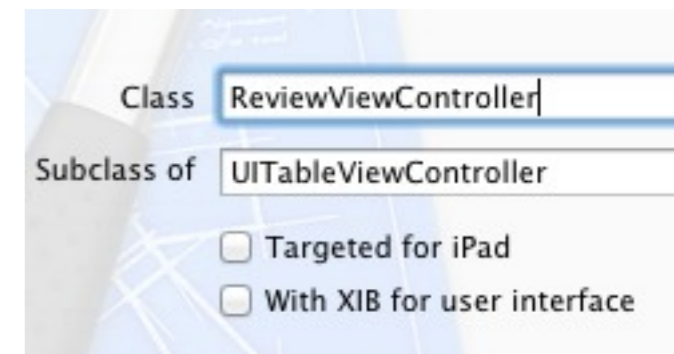 Class ReviewViewController
Subclass of UITableViewController
Targeted for iPad
With XIB for user interface